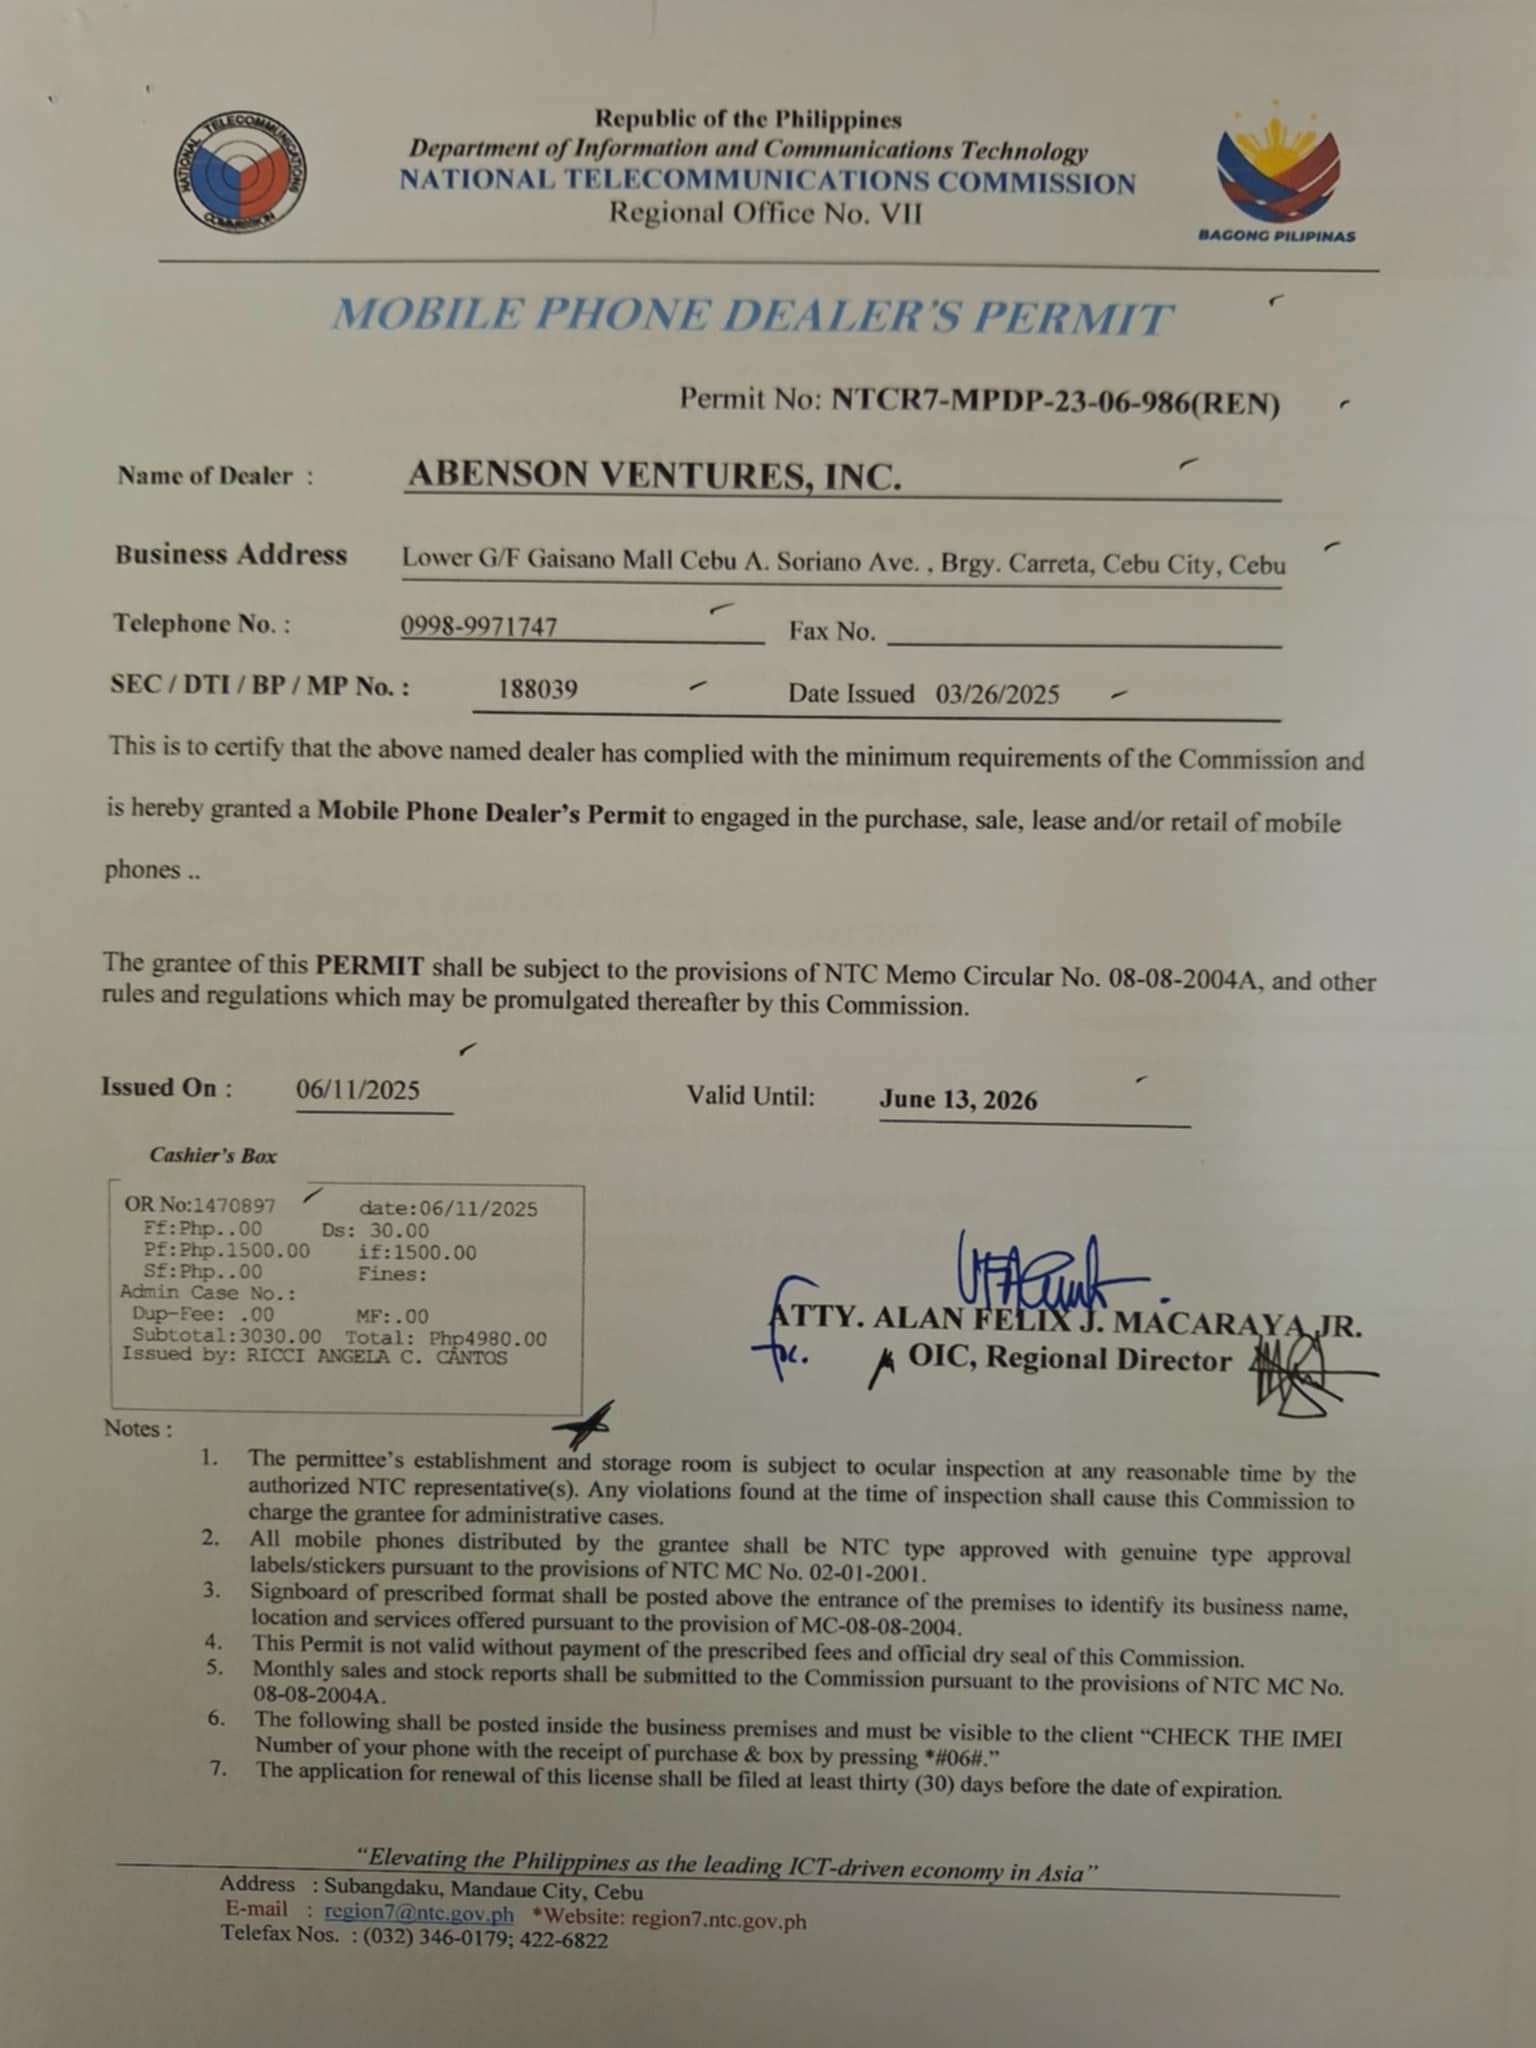 NATIONAL TELECOMMUNICATIONS COMMISSION
Republic of the Philippines
Department of Information and Communications Technology
NATIONAL TELECOMMUNICATIONS COMMISSION
Regional Office No. VII
BAGONG PILIPINAS
MOBILE PHONE DEALER'S PERMIT
Permit No: NTCR7-MPDP-23-06-986(REN)
Name of Dealer : ABENSON VENTURES, INC.
Business Address Lower G/F Gaisano Mall Cebu A. Soriano Ave. , Brgy. Carreta, Cebu City, Cebu
Telephone No. : 0998-9971747 Fax No.
SEC / DTI / BP / MP No. : 188039 Date Issued 03/26/2025
This is to certify that the above named dealer has complied with the minimum requirements of the Commission and
is hereby granted a Mobile Phone Dealer's Permit to engaged in the purchase, sale, lease and/or retail of mobile
phones ..
The grantee of this PERMIT shall be subject to the provisions of NTC Memo Circular No. 08-08-2004A, and other
rules and regulations which may be promulgated thereafter by this Commission.
Issued On : 06/11/2025 Valid Until: June 13, 2026
Cashier's Box
OR No:1470897 date:06/11/2025
Ff:Php..00 Ds: 30.00
Pf:Php.1500.00 if:1500.00
Sf:Php..00 Fines:
Admin Case No.:
Dup-Fee: .00 MF:.00
Subtotal:3030.00 Total: Php4980.00
Issued by: RICCI ANGELA C. CANTOS
ATTY. ALAN FELIX J. MACARAYA JR.
for. OIC, Regional Director
Notes :
1. The permittee's establishment and storage room is subject to ocular inspection at any reasonable time by the
authorized NTC representative(s). Any violations found at the time of inspection shall cause this Commission to
charge the grantee for administrative cases.
2. All mobile phones distributed by the grantee shall be NTC type approved with genuine type approval
labels/stickers pursuant to the provisions of NTC MC No. 02-01-2001.
3. Signboard of prescribed format shall be posted above the entrance of the premises to identify its business name,
location and services offered pursuant to the provision of MC-08-08-2004.
4. This Permit is not valid without payment of the prescribed fees and official dry seal of this Commission.
5. Monthly sales and stock reports shall be submitted to the Commission pursuant to the provisions of NTC MC No.
08-08-2004A.
6. The following shall be posted inside the business premises and must be visible to the client “CHECK THE IMEI
Number of your phone with the receipt of purchase & box by pressing *#06#.”
7. The application for renewal of this license shall be filed at least thirty (30) days before the date of expiration.
“Elevating the Philippines as the leading ICT-driven economy in Asia”
Address : Subangdaku, Mandaue City, Cebu
E-mail : region7@ntc.gov.ph *Website: region7.ntc.gov.ph
Telefax Nos. : (032) 346-0179; 422-6822